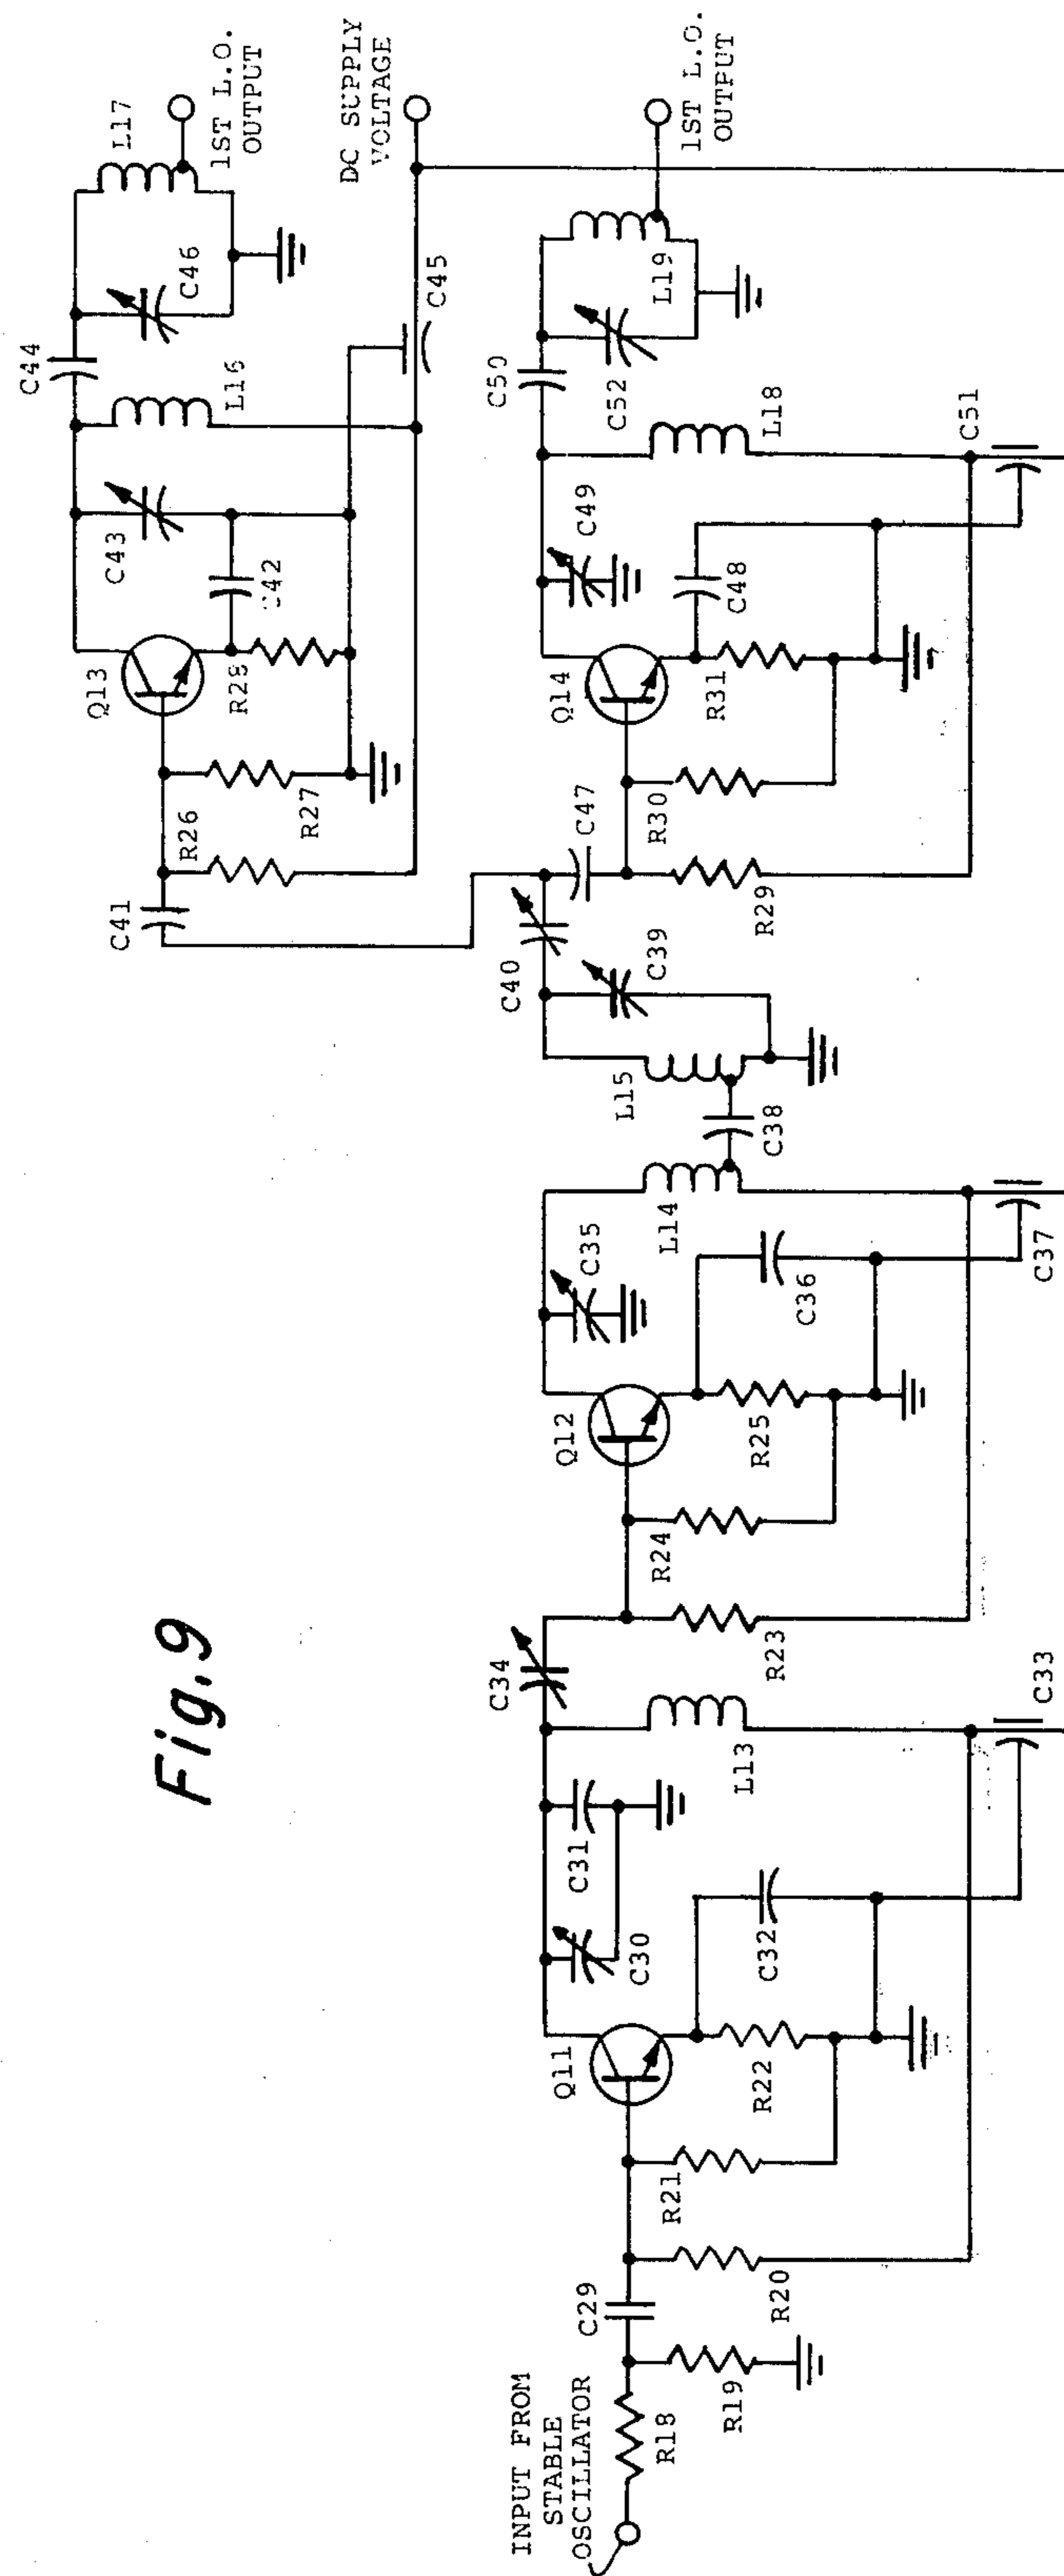 Fig.9
INPUT FROM
STABLE
OSCILLATOR
R18
R19
C29
R20
R21
Q11
R22
C30
C31
C32
L13
C33
C34
R23
R24
Q12
R25
C35
C36
L14
C37
C38
L15
C39
C40
C41
C47
R26
R27
Q13
R28
C42
C43
L16
C44
C46
L17
1ST L.O.
OUTPUT
C45
DC SUPPLY
VOLTAGE
R29
R30
Q14
R31
C48
C49
L18
C50
C51
C52
L19
1ST L.O.
OUTPUT